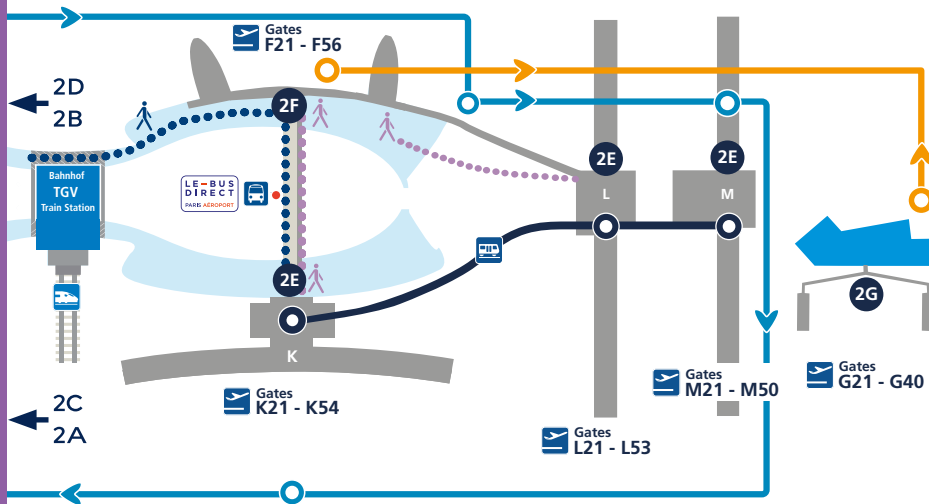 Gates
F21 - F56
2D
2B
2F
2E
2E
Bahnhof
TGV
Train Station
LE-BUS
DIRECT
PARIS AÉROPORT
L
M
2E
2G
K
Gates
G21 - G40
Gates
M21 - M50
Gates
K21 - K54
2C
2A
Gates
L21 - L53